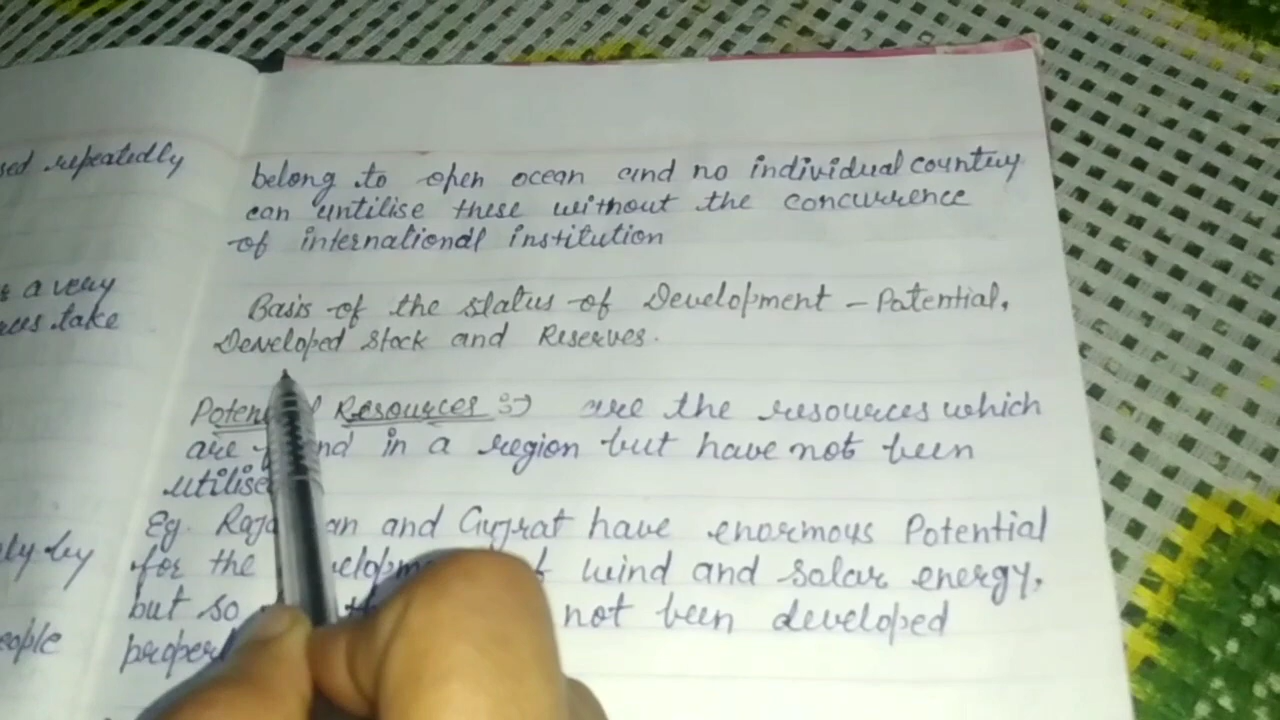 sed repeatedly
s a very
ces take
ly by
eople
belong to open ocean and no individual country
can untilise these without the concurrence
of international institution
Basis of the status of Development - Potential,
Developed Stock and Reserves.
Resources :-) are the resources which
are in a region but have not been
Eg. and Gujrat have enormous Potential
for the wind and solar energy,
but so not been developed